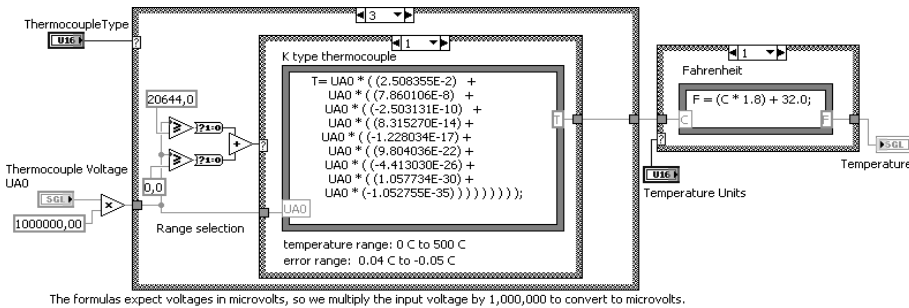 3
ThermocoupleType
U16
?
1
K type thermocouple
T= UA0 * ( (2.508355E-2) +
UA0 * ( (7.860106E-8) +
UA0 * ( (-2.503131E-10) +
UA0 * ( (8.315270E-14) +
UA0 * ( (-1.228034E-17) +
UA0 * ( (9.804036E-22) +
UA0 * ( (-4.413030E-26) +
UA0 * ( (1.057734E-30) +
UA0 * (-1.052755E-35) ) ) ) ) ) ) ) );
T
UA0
temperature range: 0 C to 500 C
error range: 0.04 C to -0.05 C
20644,0
≥
?1:0
+
?
≥
?1:0
0,0
Thermocouple Voltage
UA0
SGL
x
1000000,00
Range selection
1
Fahrenheit
F = (C * 1.8) + 32.0;
C
F
?
U16
Temperature Units
SGL
Temperature
The formulas expect voltages in microvolts, so we multiply the input voltage by 1,000,000 to convert to microvolts.